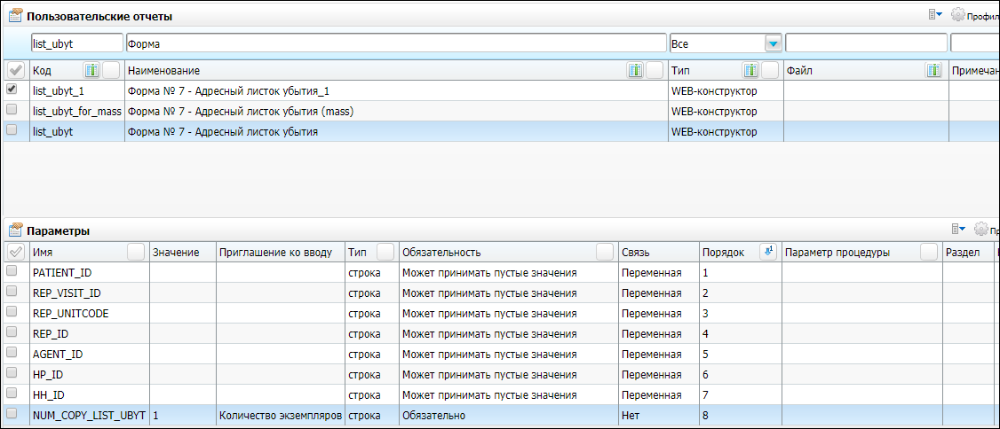 Пользовательские отчеты Профил
list_ubyt Форма Все
Код Наименование Тип Файл Примечан
list_ubyt_1 Форма № 7 - Адресный листок убытия_1 WEB-конструктор
list_ubyt_for_mass Форма № 7 - Адресный листок убытия (mass) WEB-конструктор
list_ubyt Форма № 7 - Адресный листок убытия WEB-конструктор
Параметры Пр
Имя Значение Приглашение ко вводу Тип Обязательность Связь Порядок 1 Параметр процедуры Раздел
PATIENT_ID строка Может принимать пустые значения Переменная 1
REP_VISIT_ID строка Может принимать пустые значения Переменная 2
REP_UNITCODE строка Может принимать пустые значения Переменная 3
REP_ID строка Может принимать пустые значения Переменная 4
AGENT_ID строка Может принимать пустые значения Переменная 5
HP_ID строка Может принимать пустые значения Переменная 6
HH_ID строка Может принимать пустые значения Переменная 7
NUM_COPY_LIST_UBYT 1 Количество экземпляров строка Обязательно Нет 8